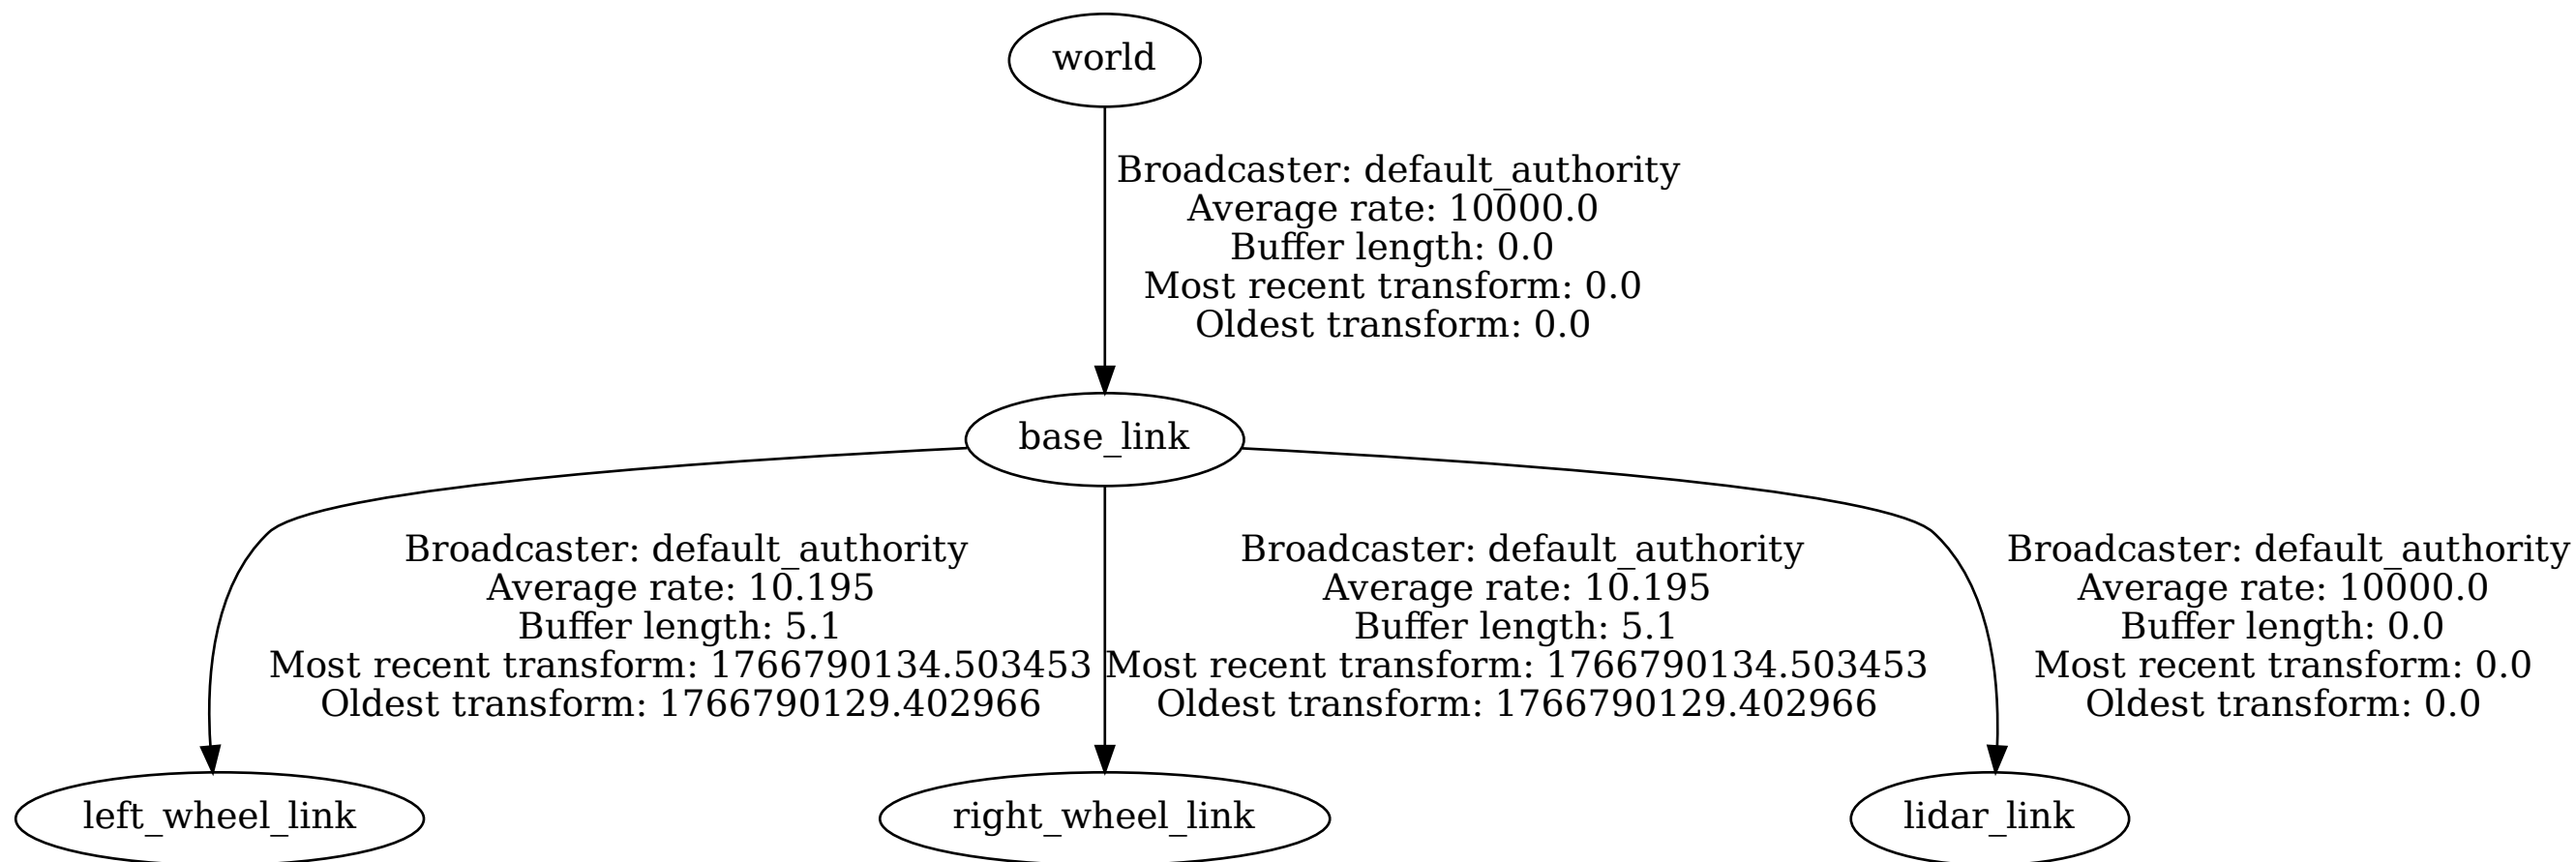 world
Broadcaster: default_authority
Average rate: 10000.0
Buffer length: 0.0
Most recent transform: 0.0
Oldest transform: 0.0
base_link
Broadcaster: default_authority
Average rate: 10.195
Buffer length: 5.1
Most recent transform: 1766790134.503453
Oldest transform: 1766790129.402966
Broadcaster: default_authority
Average rate: 10.195
Buffer length: 5.1
Most recent transform: 1766790134.503453
Oldest transform: 1766790129.402966
Broadcaster: default_authority
Average rate: 10000.0
Buffer length: 0.0
Most recent transform: 0.0
Oldest transform: 0.0
left_wheel_link
right_wheel_link
lidar_link